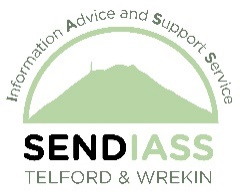 Information Advice and Support Service
SENDIASS
TELFORD & WREKIN